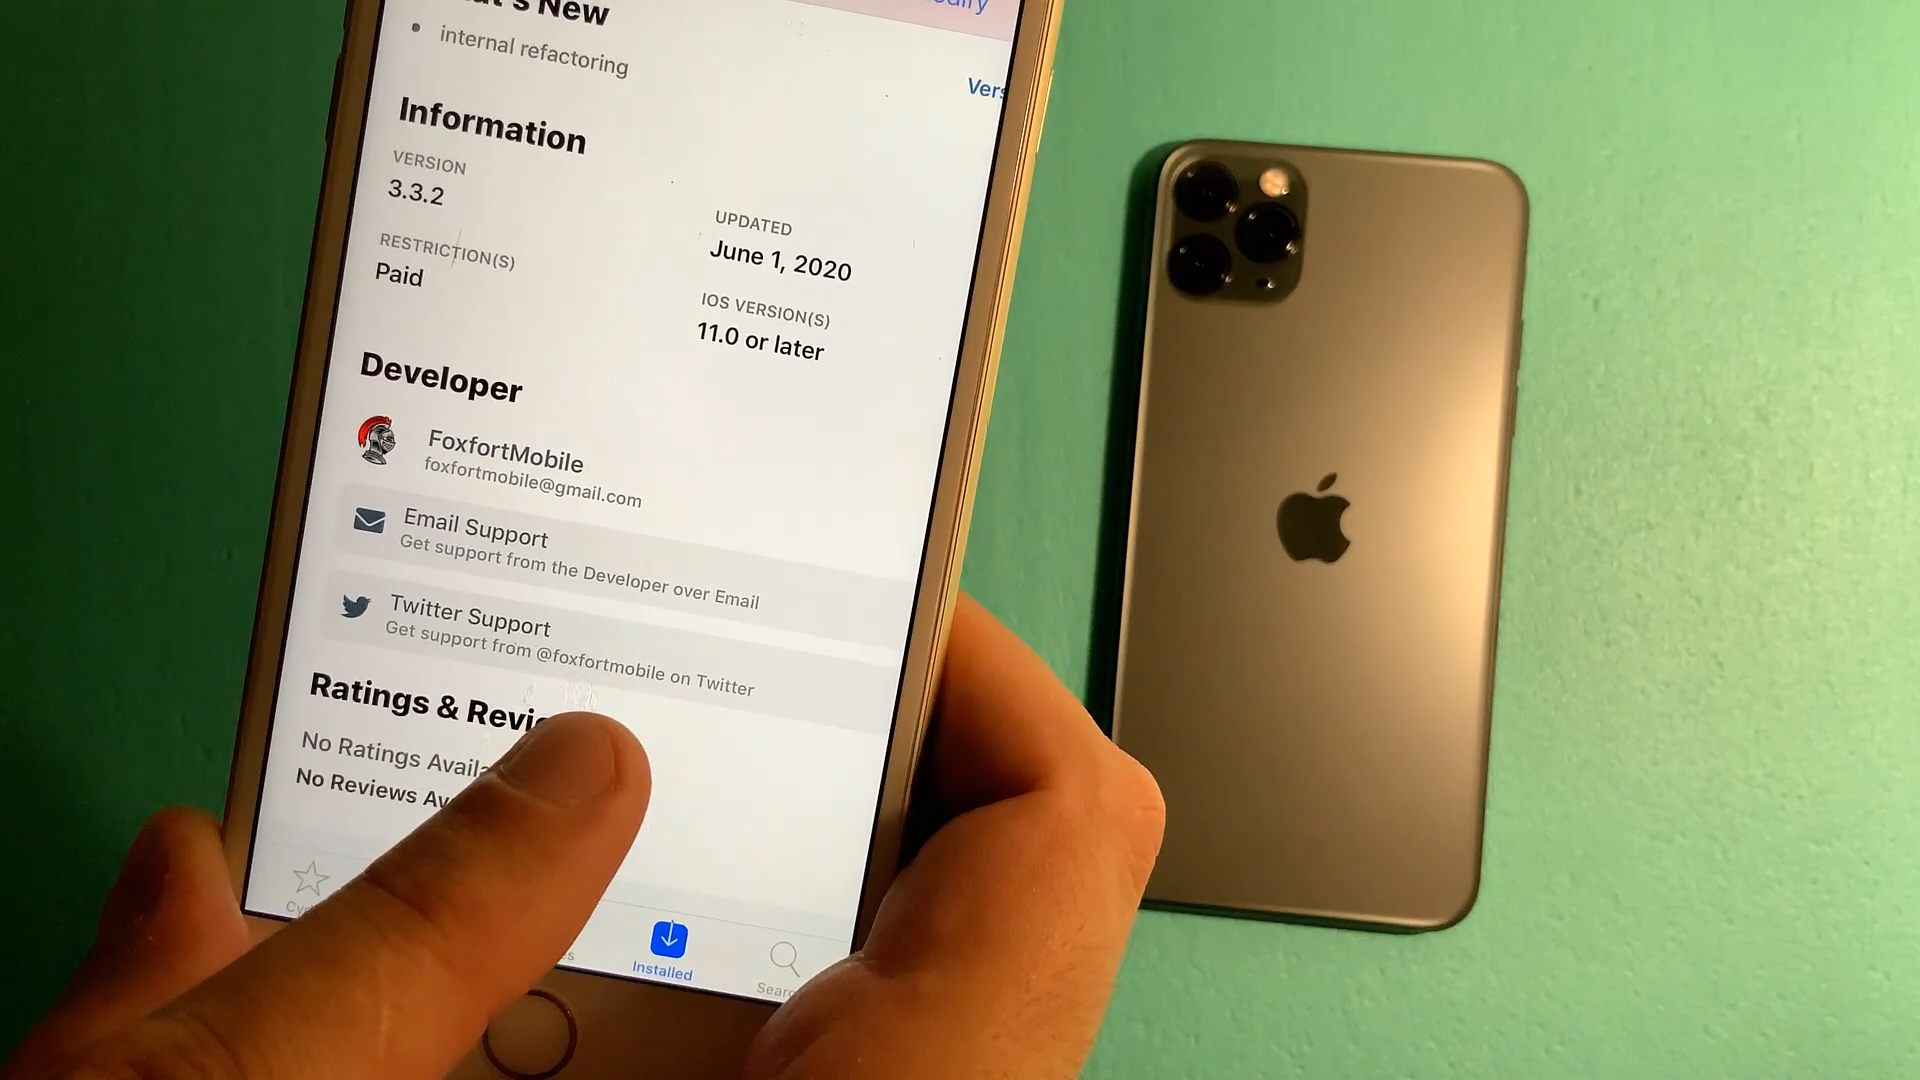 New
internal refactoring
Information
VERSION
3.3.2
UPDATED
June 1, 2020
RESTRICTION(S)
Paid
IOS VERSION(S)
11.0 or later
Developer
FoxfortMobile
foxfortmobile@gmail.com
Email Support
Get support from the Developer over Email
Twitter Support
Get support from @foxfortmobile on Twitter
Ratings &
No Ratings
No Reviews
Installed